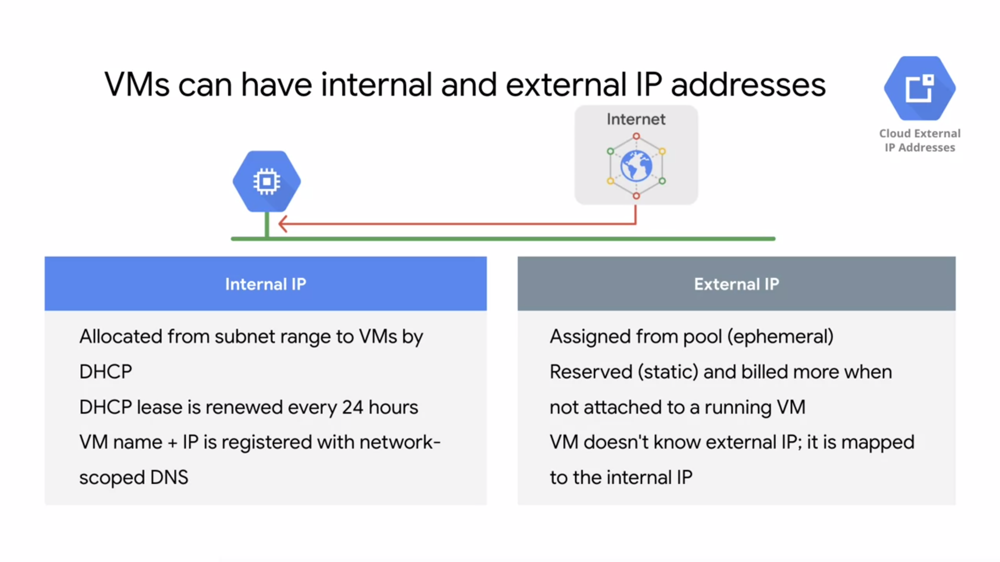 VMs can have internal and external IP addresses
Internet
Cloud External
IP Addresses
Internal IP
Allocated from subnet range to VMs by
DHCP
DHCP lease is renewed every 24 hours
VM name + IP is registered with network-
scoped DNS
External IP
Assigned from pool (ephemeral)
Reserved (static) and billed more when
not attached to a running VM
VM doesn't know external IP; it is mapped
to the internal IP